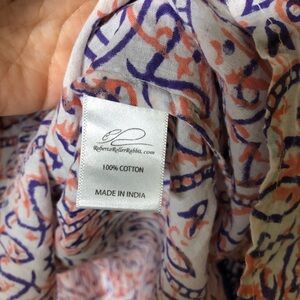 RobertaRollerRabbit.com
100% COTTON
MADE IN INDIA